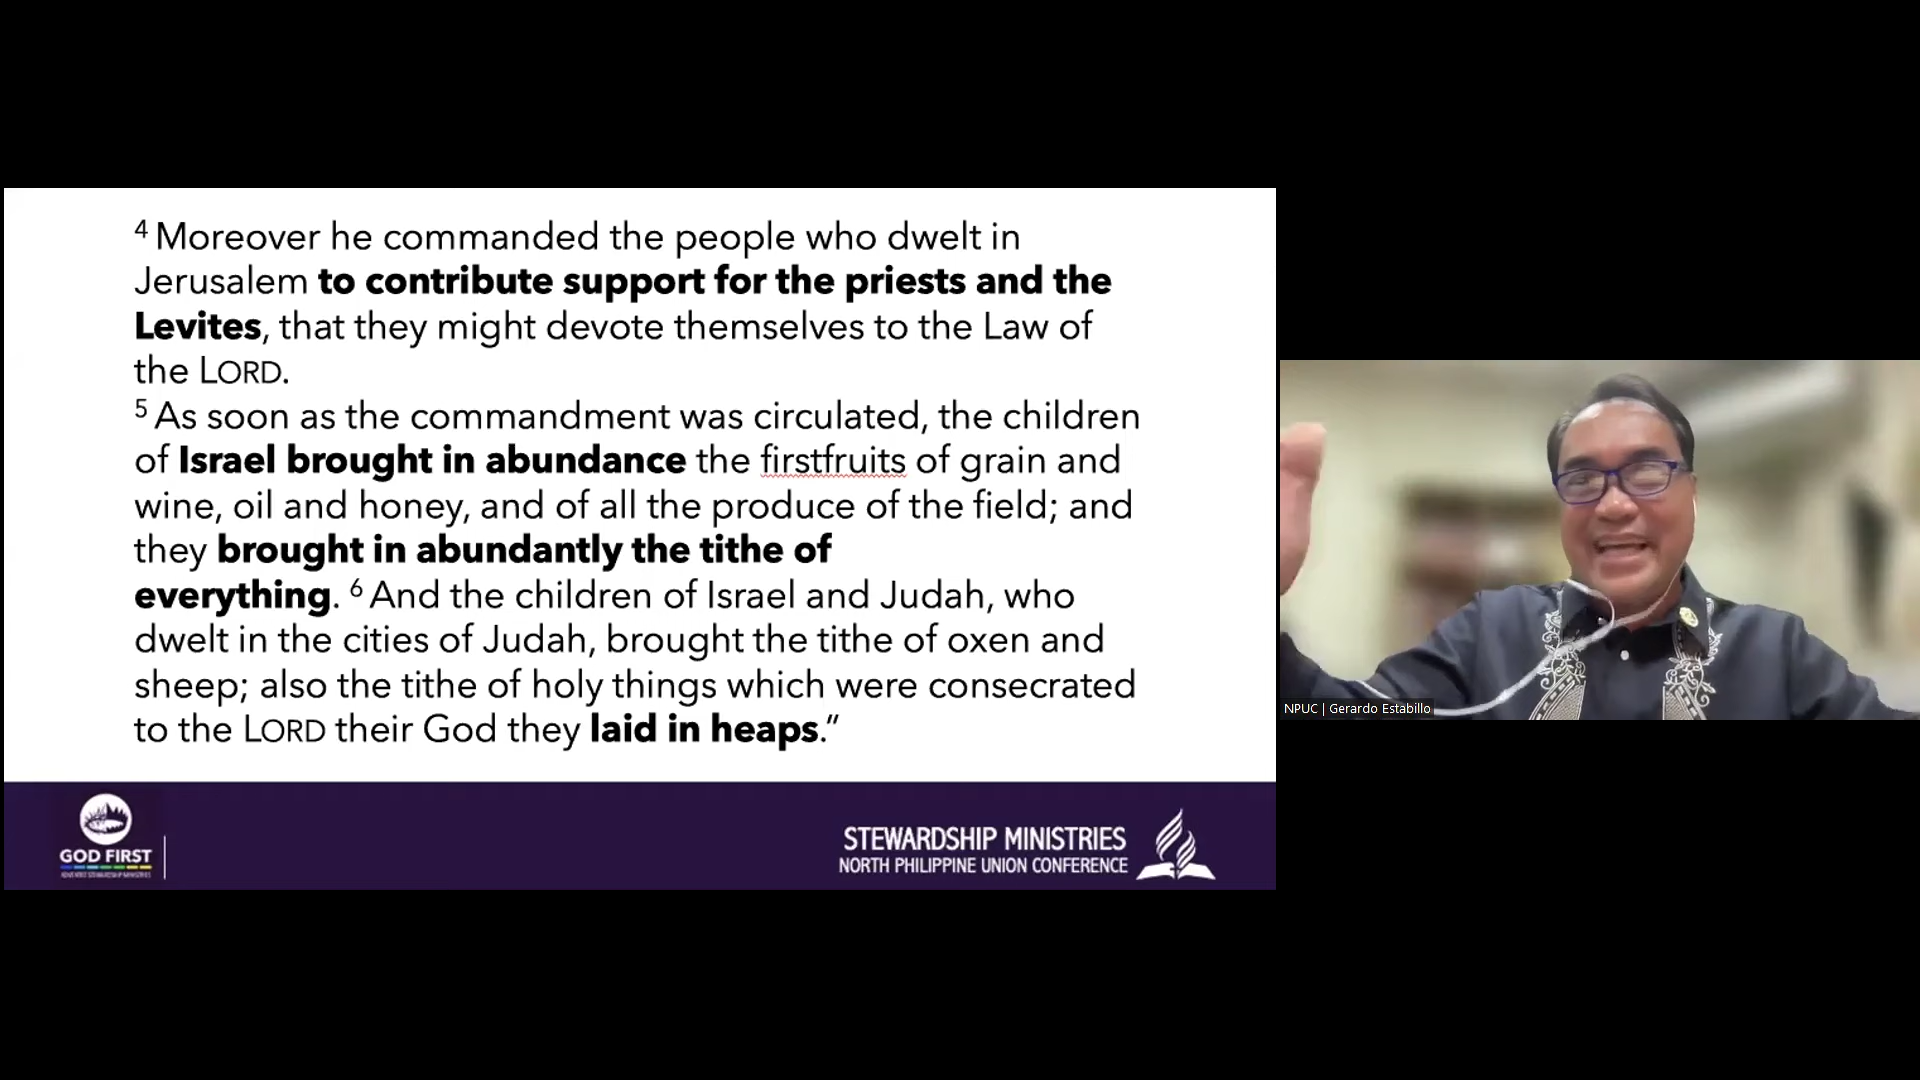 4 Moreover he commanded the people who dwelt in
Jerusalem to contribute support for the priests and the
Levites, that they might devote themselves to the Law of
the LORD.
5 As soon as the commandment was circulated, the children
of Israel brought in abundance the firstfruits of grain and
wine, oil and honey, and of all the produce of the field; and
they brought in abundantly the tithe of
everything. 6 And the children of Israel and Judah, who
dwelt in the cities of Judah, brought the tithe of oxen and
sheep; also the tithe of holy things which were consecrated
to the LORD their God they laid in heaps.”
GOD FIRST
ADVENTIST STEWARDSHIP MINISTRIES
STEWARDSHIP MINISTRIES
NORTH PHILIPPINE UNION CONFERENCE
NPUC | Gerardo Estabillo